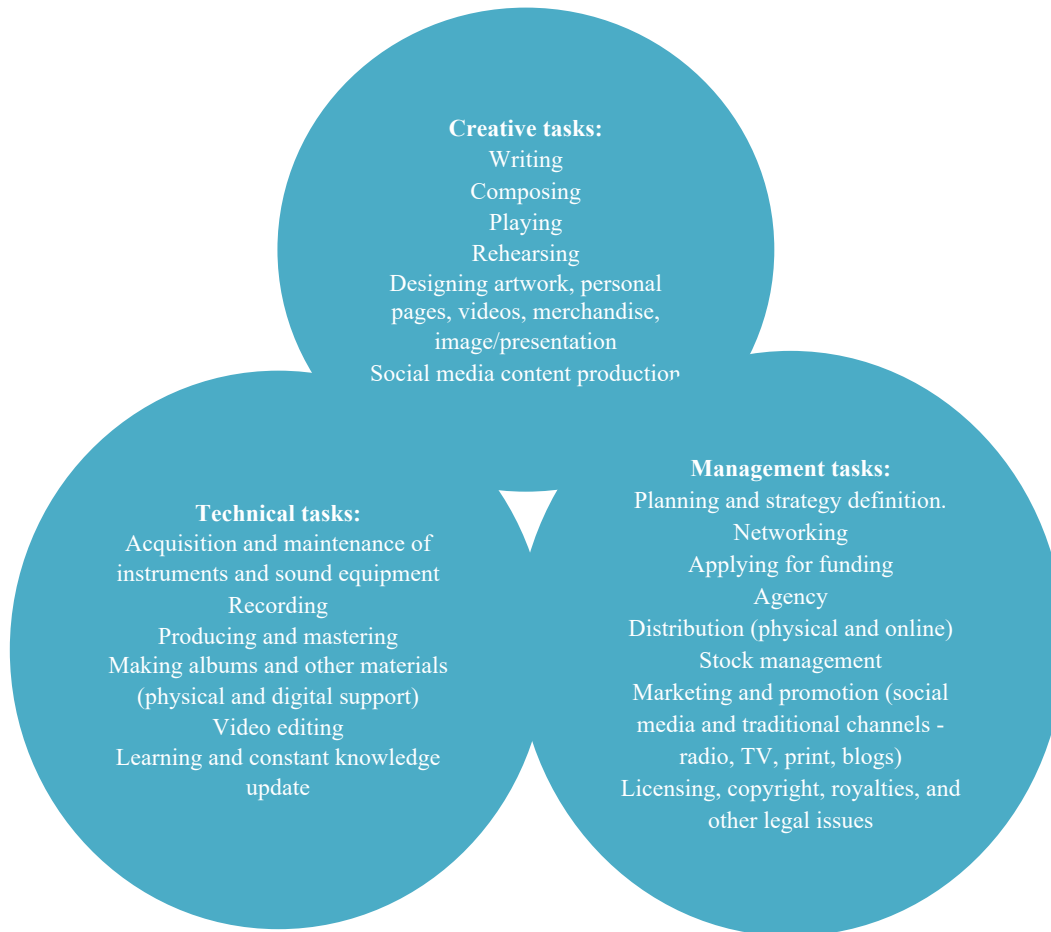 Creative tasks:
Writing
Composing
Playing
Rehearsing
Designing artwork, personal
pages, videos, merchandise,
image/presentation
Social media content production
Technical tasks:
Acquisition and maintenance of
instruments and sound equipment
Recording
Producing and mastering
Making albums and other materials
(physical and digital support)
Video editing
Learning and constant knowledge
update
Management tasks:
Planning and strategy definition.
Networking
Applying for funding
Agency
Distribution (physical and online)
Stock management
Marketing and promotion (social
media and traditional channels -
radio, TV, print, blogs)
Licensing, copyright, royalties, and
other legal issues